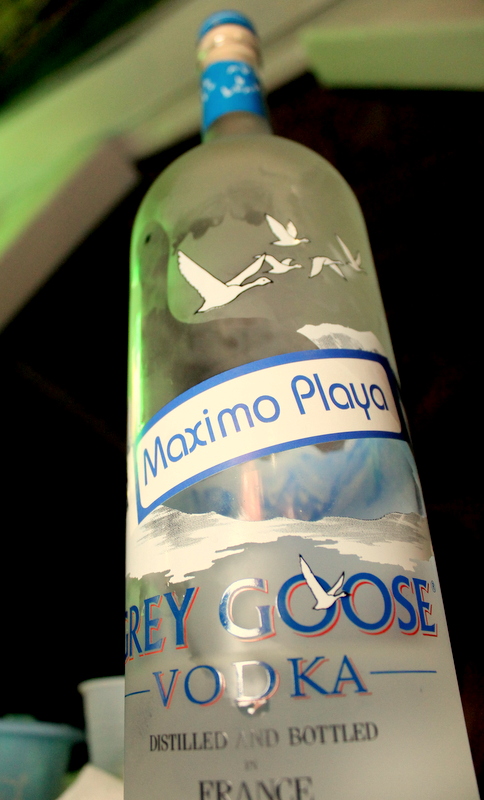 Maximo Playa
GREY GOOSE
VODKA
DISTILLED AND BOTTLED
IN
FRANCE